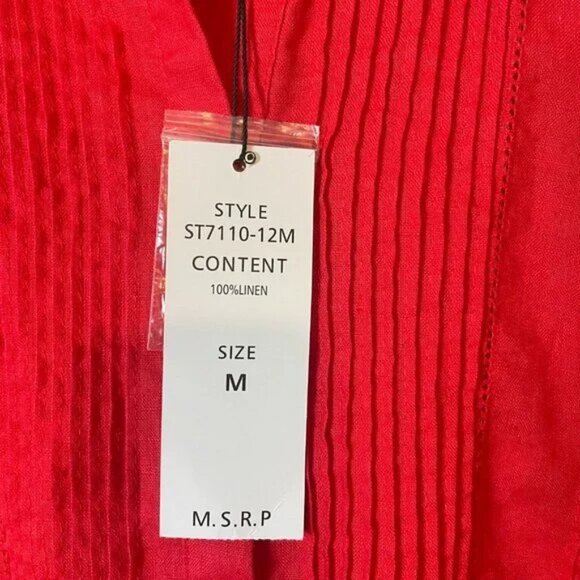 STYLE
ST7110-12M
CONTENT
100%LINEN
SIZE
M
M.S.R.P